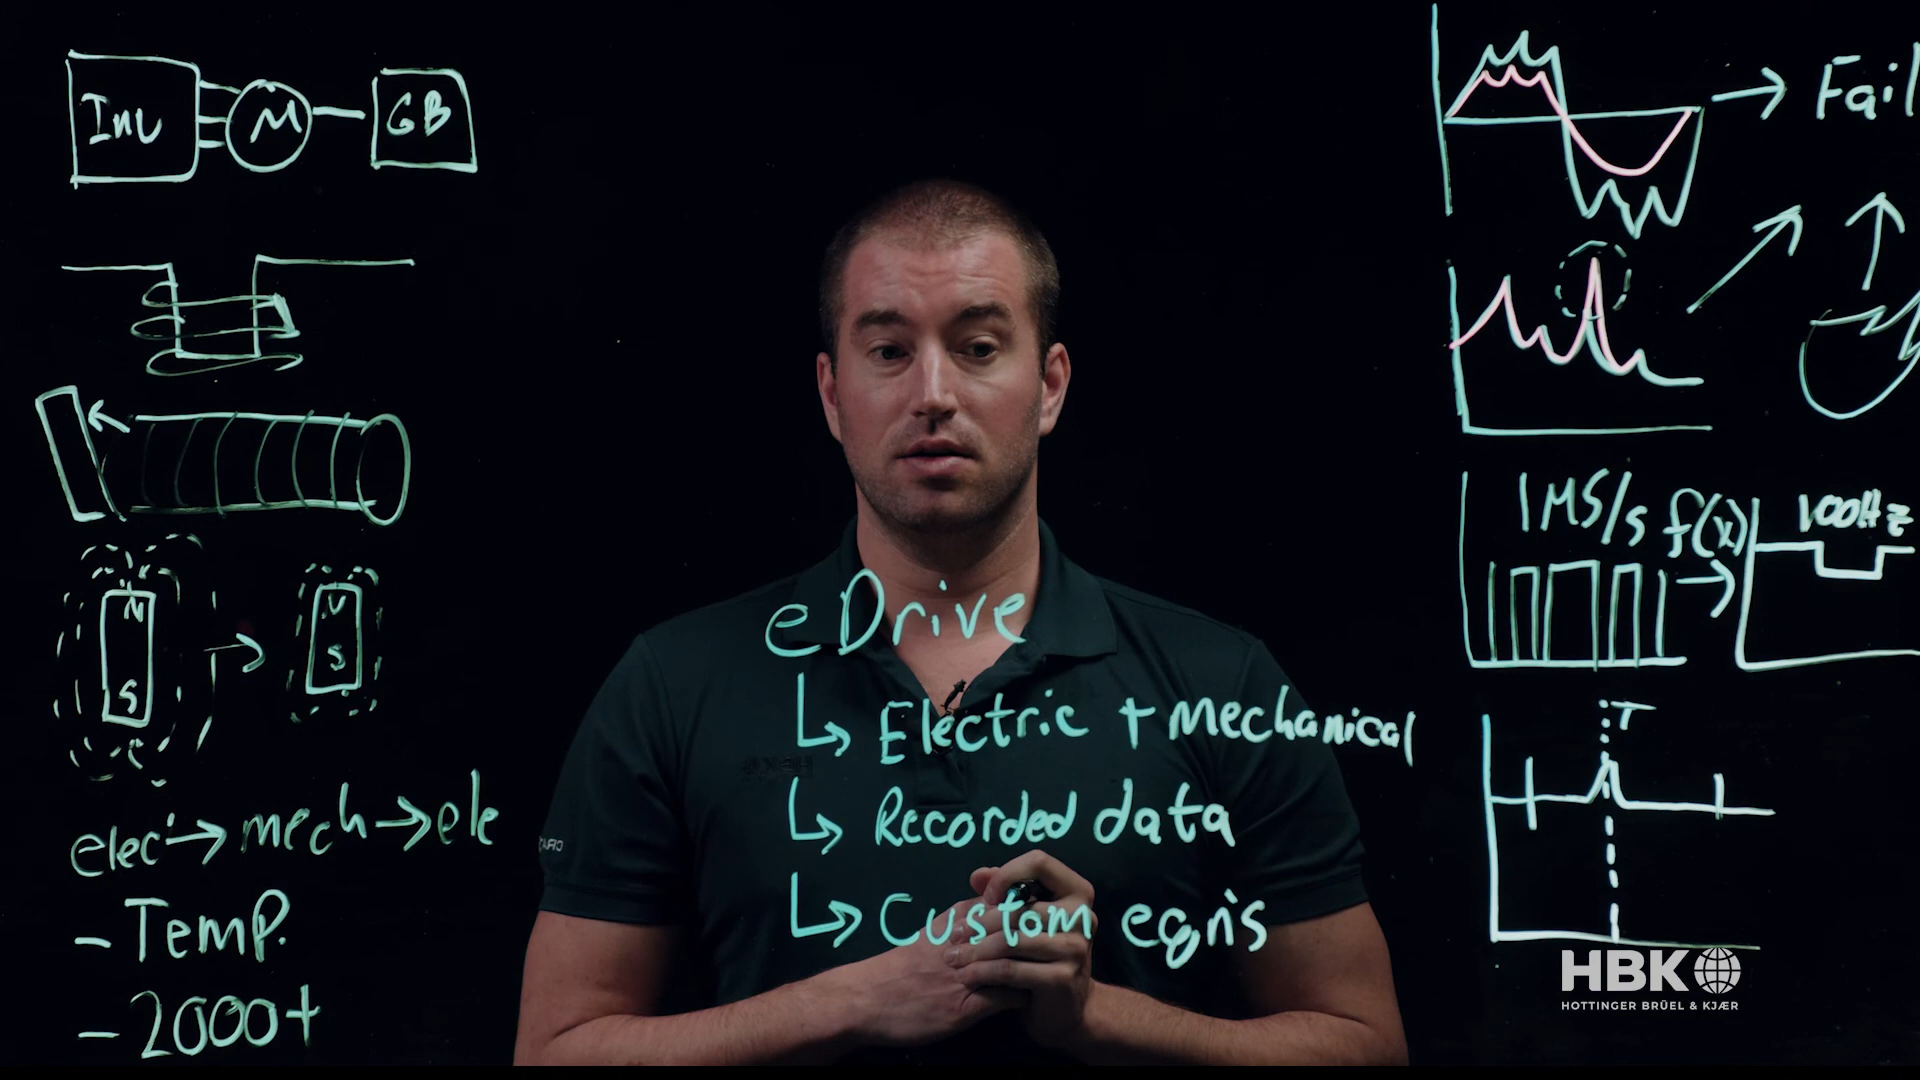 Inv M GB
N
S
N
S
elec → mech → ele
- Temp.
- 2000+
eDrive
↳ Electric + Mechanical
↳ Recorded data
↳ Custom eqn's
→ Fail
1MS/s f(x) → 100Hz
T
HBK
HOTTINGER BRÜEL & KJÆR